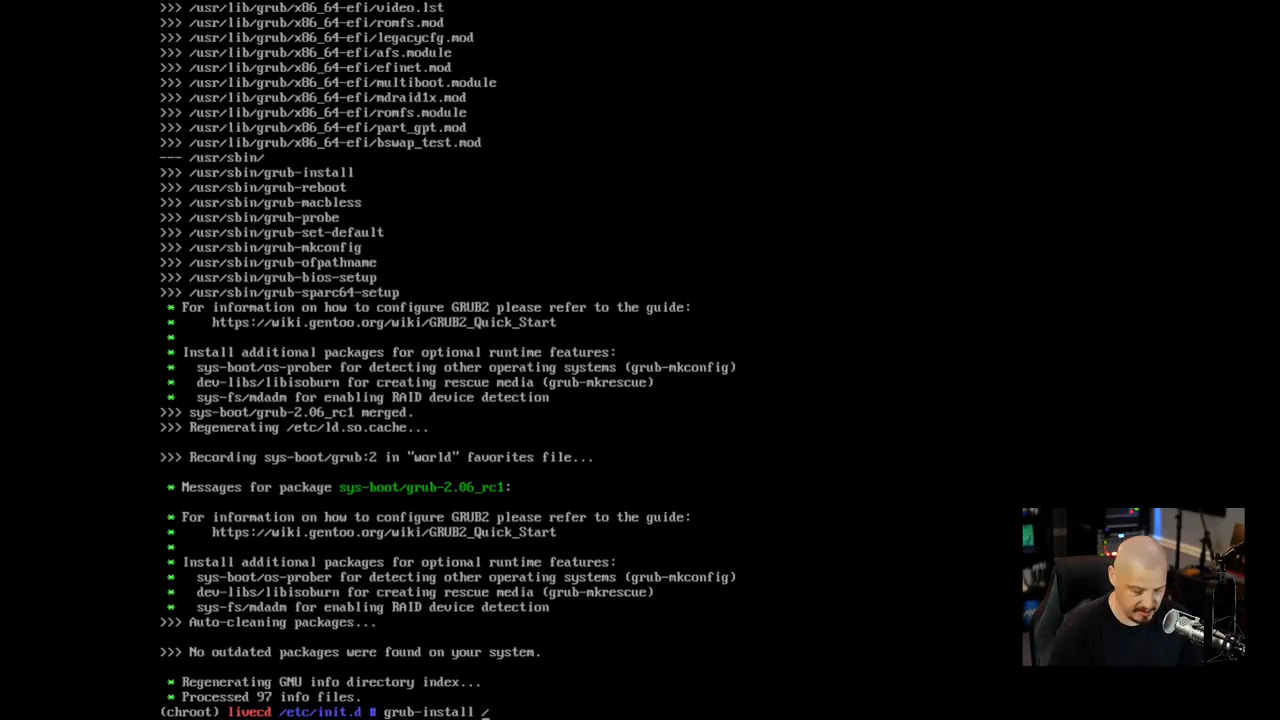 >>> /usr/lib/grub/x86_64-efi/video.lst
>>> /usr/lib/grub/x86_64-efi/romfs.mod
>>> /usr/lib/grub/x86_64-efi/legacycfg.mod
>>> /usr/lib/grub/x86_64-efi/afs.module
>>> /usr/lib/grub/x86_64-efi/efinet.mod
>>> /usr/lib/grub/x86_64-efi/multiboot.module
>>> /usr/lib/grub/x86_64-efi/mdraid1x.mod
>>> /usr/lib/grub/x86_64-efi/romfs.module
>>> /usr/lib/grub/x86_64-efi/part_gpt.mod
>>> /usr/lib/grub/x86_64-efi/bswap_test.mod
--- /usr/sbin/
>>> /usr/sbin/grub-install
>>> /usr/sbin/grub-reboot
>>> /usr/sbin/grub-macbless
>>> /usr/sbin/grub-probe
>>> /usr/sbin/grub-set-default
>>> /usr/sbin/grub-mkconfig
>>> /usr/sbin/grub-ofpathname
>>> /usr/sbin/grub-bios-setup
>>> /usr/sbin/grub-sparc64-setup
* For information on how to configure GRUB2 please refer to the guide:
* https://wiki.gentoo.org/wiki/GRUB2_Quick_Start
*
* Install additional packages for optional runtime features:
* sys-boot/os-prober for detecting other operating systems (grub-mkconfig)
* dev-libs/libisoburn for creating rescue media (grub-mkrescue)
* sys-fs/mdadm for enabling RAID device detection
>>> sys-boot/grub-2.06_rc1 merged.
>>> Regenerating /etc/ld.so.cache...
>>> Recording sys-boot/grub:2 in "world" favorites file...
* Messages for package sys-boot/grub-2.06_rc1:
* For information on how to configure GRUB2 please refer to the guide:
* https://wiki.gentoo.org/wiki/GRUB2_Quick_Start
*
* Install additional packages for optional runtime features:
* sys-boot/os-prober for detecting other operating systems (grub-mkconfig)
* dev-libs/libisoburn for creating rescue media (grub-mkrescue)
* sys-fs/mdadm for enabling RAID device detection
>>> Auto-cleaning packages...
>>> No outdated packages were found on your system.
* Regenerating GNU info directory index...
* Processed 97 info files.
(chroot) livecd /etc/init.d # grub-install /